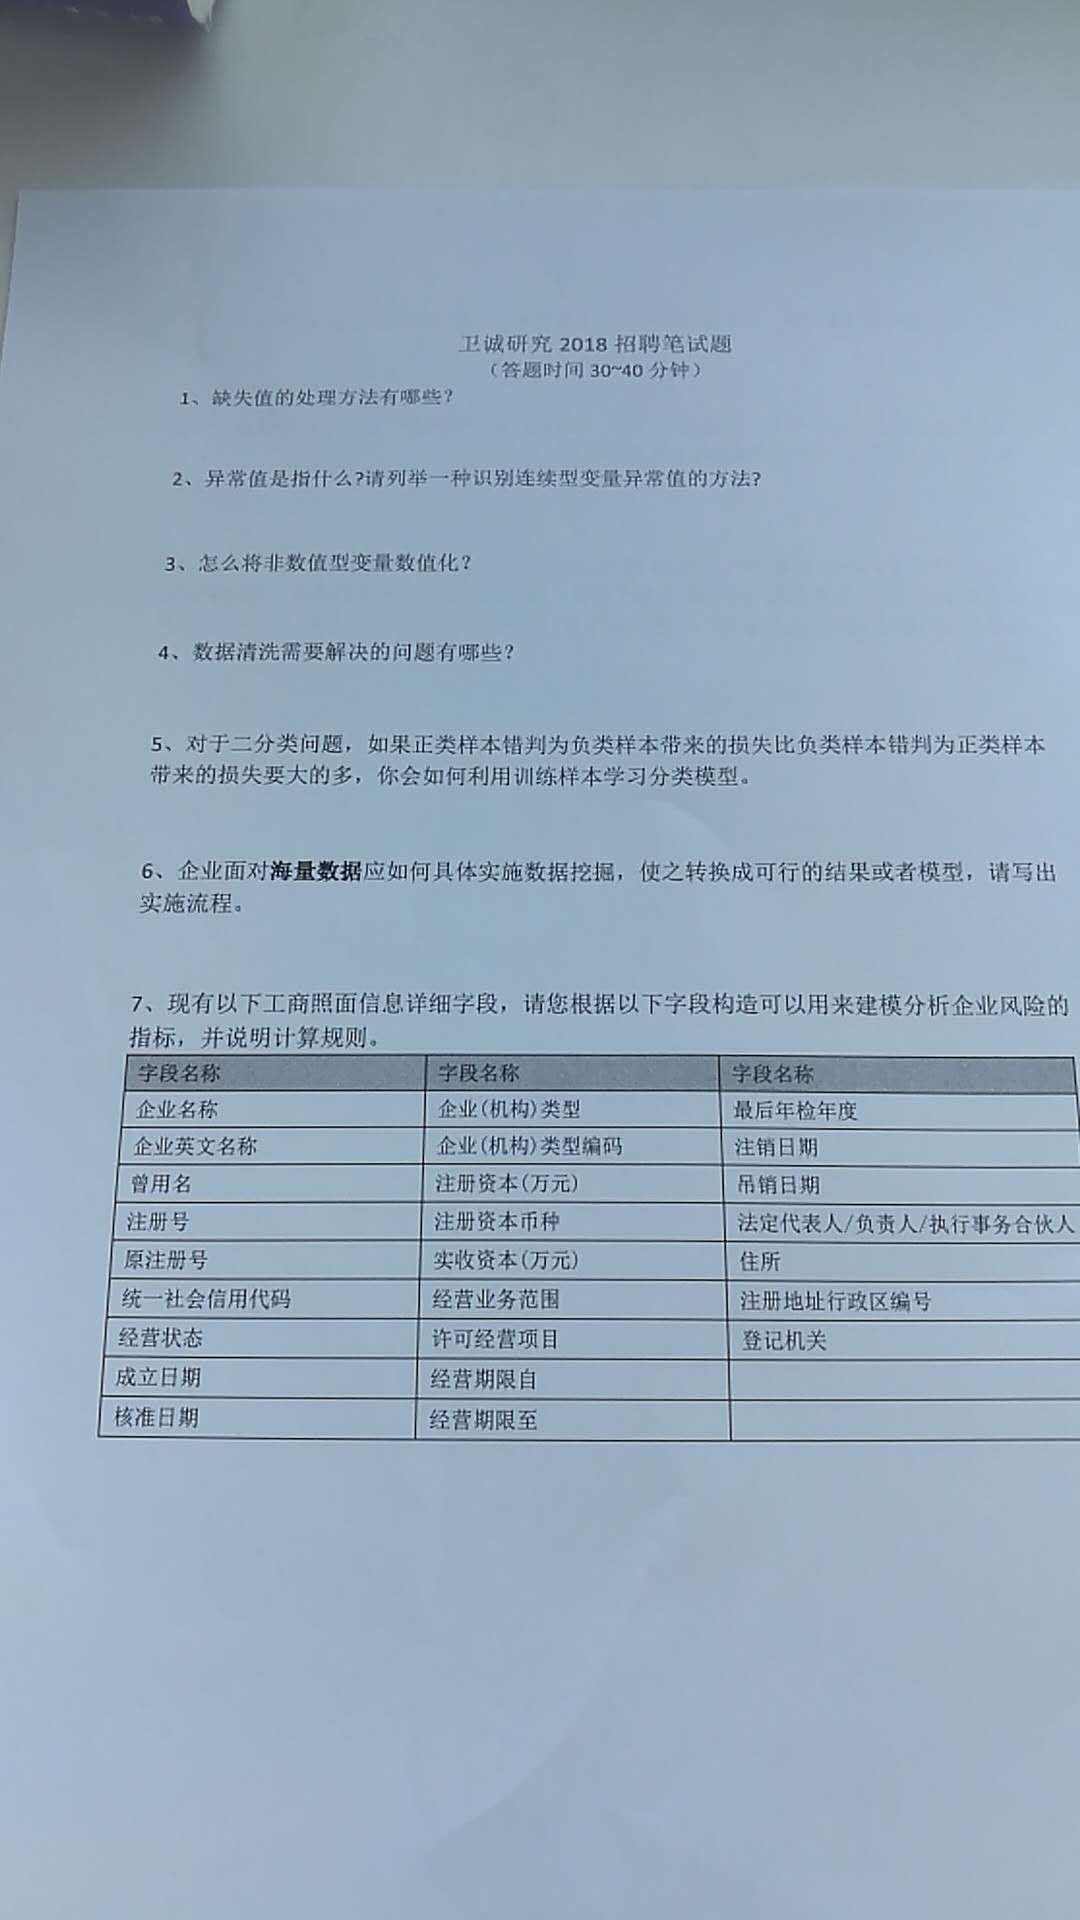 卫诚研究 2018 招聘笔试题
（答题时间 30~40 分钟）
1、缺失值的处理方法有哪些？
2、异常值是指什么?请列举一种识别连续型变量异常值的方法?
3、怎么将非数值型变量数值化？
4、数据清洗需要解决的问题有哪些？
5、对于二分类问题，如果正类样本错判为负类样本带来的损失比负类样本错判为正类样本
带来的损失要大的多，你会如何利用训练样本学习分类模型。
6、企业面对海量数据应如何具体实施数据挖掘，使之转换成可行的结果或者模型，请写出
实施流程。
7、现有以下工商照面信息详细字段，请您根据以下字段构造可以用来建模分析企业风险的
指标，并说明计算规则。
字段名称 字段名称 字段名称
企业名称 企业(机构)类型 最后年检年度
企业英文名称 企业(机构)类型编码 注销日期
曾用名 注册资本(万元) 吊销日期
注册号 注册资本币种 法定代表人/负责人/执行事务合伙人
原注册号 实收资本(万元) 住所
统一社会信用代码 经营业务范围 注册地址行政区编号
经营状态 许可经营项目 登记机关
成立日期 经营期限自
核准日期 经营期限至